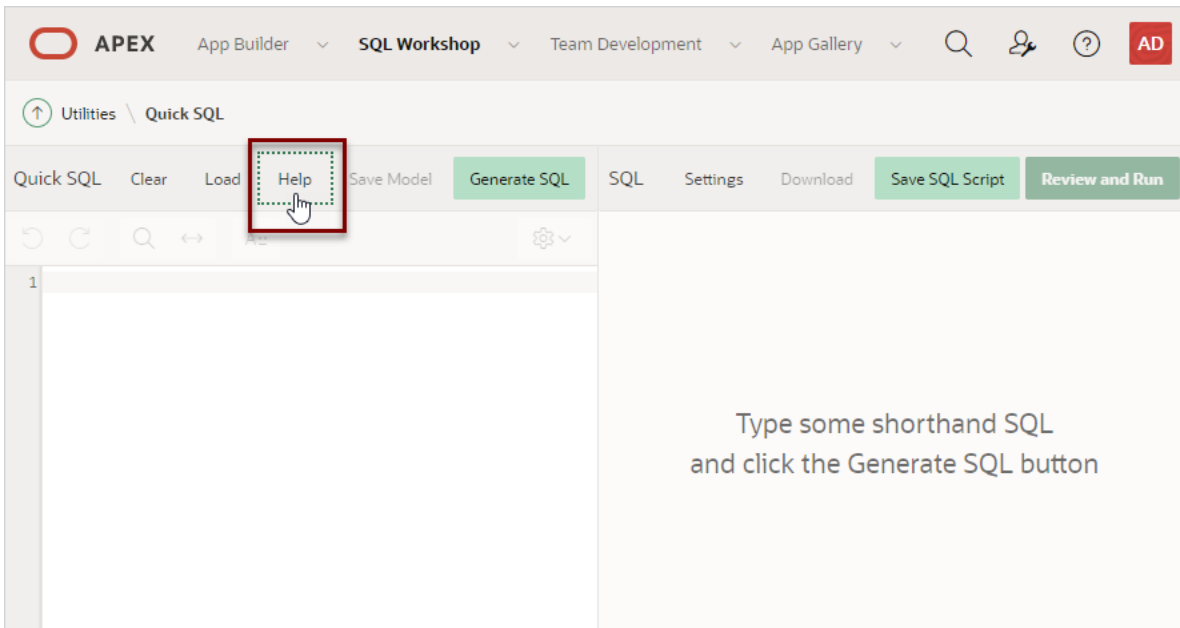 APEX App Builder SQL Workshop Team Development App Gallery AD
Utilities \ Quick SQL
Quick SQL Clear Load Help Save Model Generate SQL SQL Settings Download Save SQL Script Review and Run
1
Type some shorthand SQL
and click the Generate SQL button